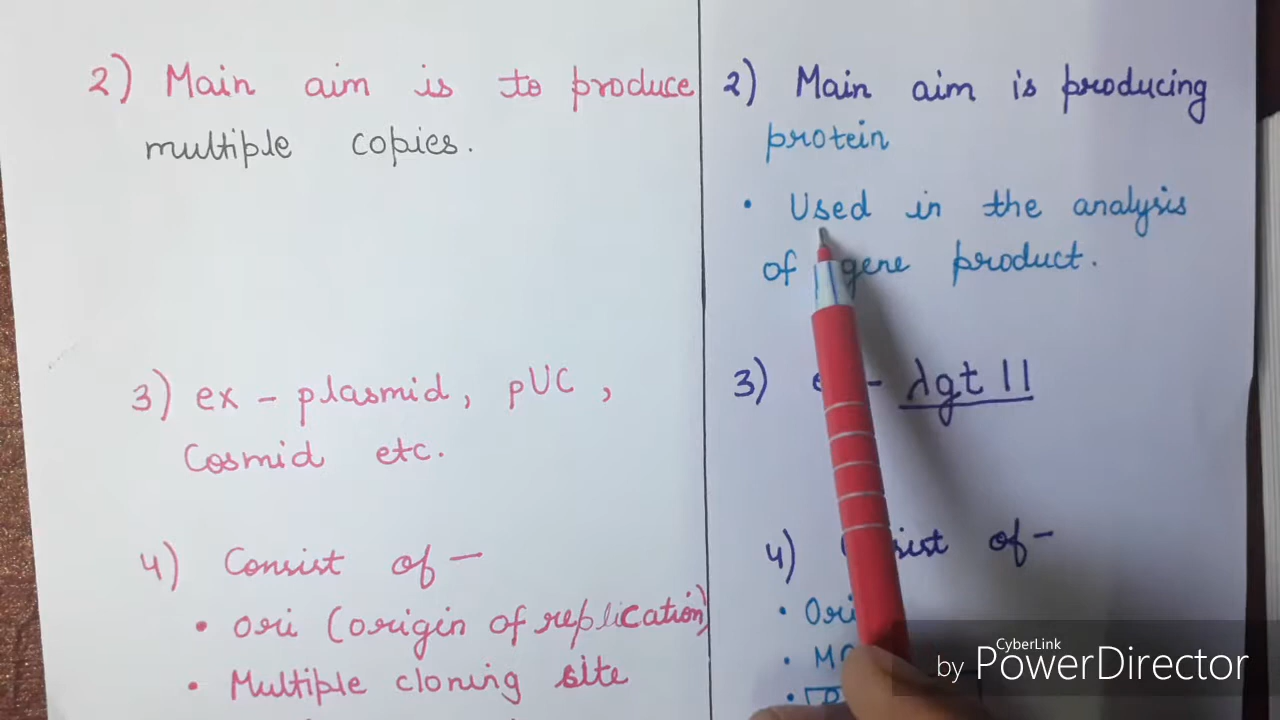 2) Main aim is to produce
multiple copies.
3) ex - plasmid, pUC,
Cosmid etc.
4) Consist of -
• ori (origin of replication)
• Multiple cloning site
2) Main aim is producing
protein
• Used in the analysis
of gene product.
3) - λgt 11
4) of -
• Ori
CyberLink
by PowerDirector